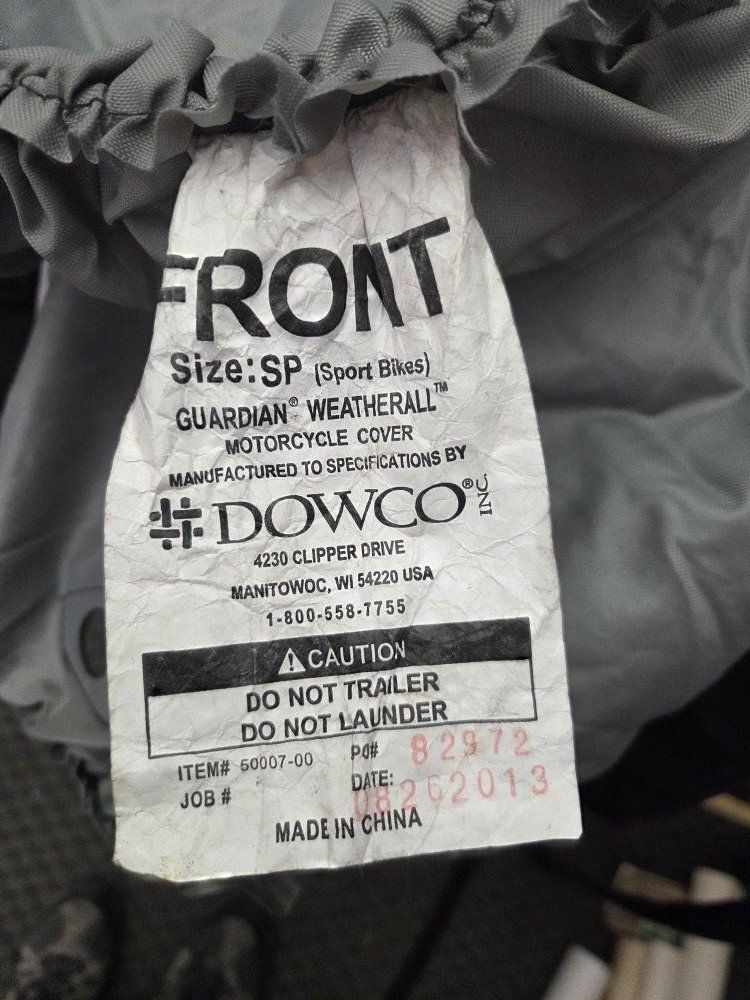 FRONT
Size: SP (Sport Bikes)
GUARDIAN® WEATHERALL™
MOTORCYCLE COVER
MANUFACTURED TO SPECIFICATIONS BY
DOWCO® INC.
4230 CLIPPER DRIVE
MANITOWOC, WI 54220 USA
1-800-558-7755
⚠ CAUTION
DO NOT TRAILER
DO NOT LAUNDER
ITEM# 50007-00 PO# 82972
JOB # DATE: 08262013
MADE IN CHINA